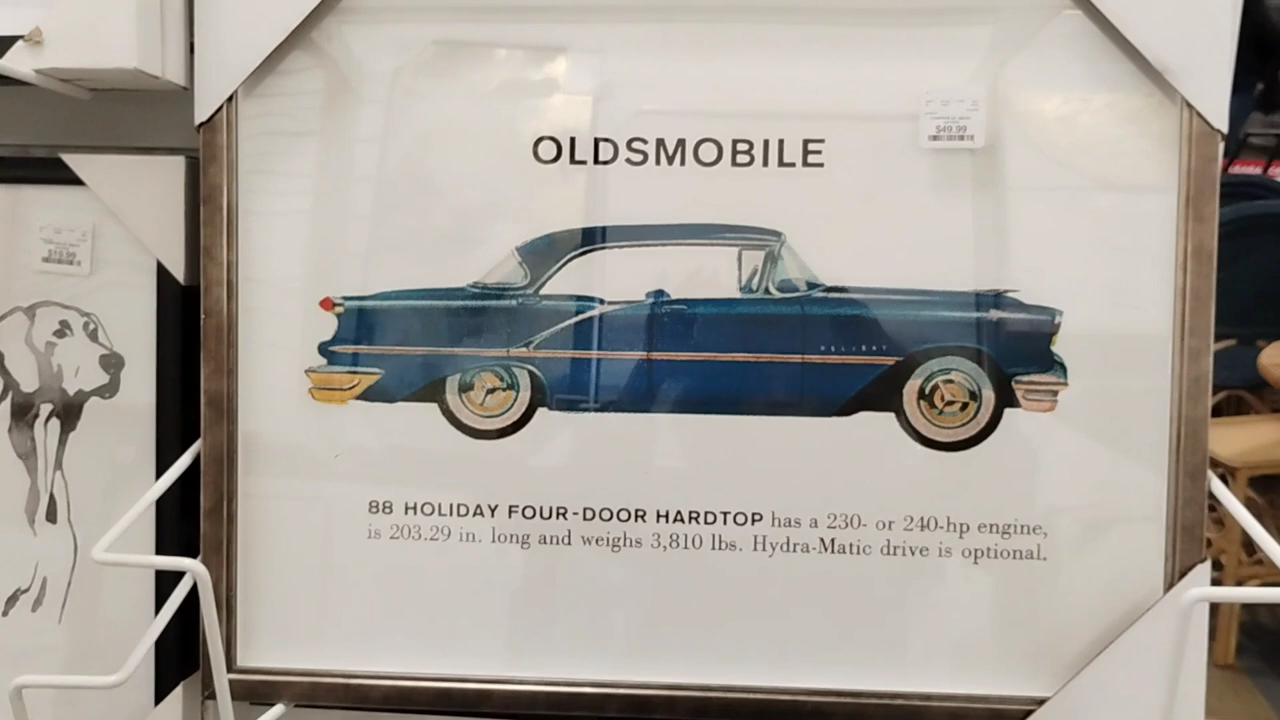 OLDSMOBILE
$49.99
$19.99
HOLIDAY
88 HOLIDAY FOUR-DOOR HARDTOP has a 230- or 240-hp engine,
is 203.29 in. long and weighs 3,810 lbs. Hydra-Matic drive is optional.